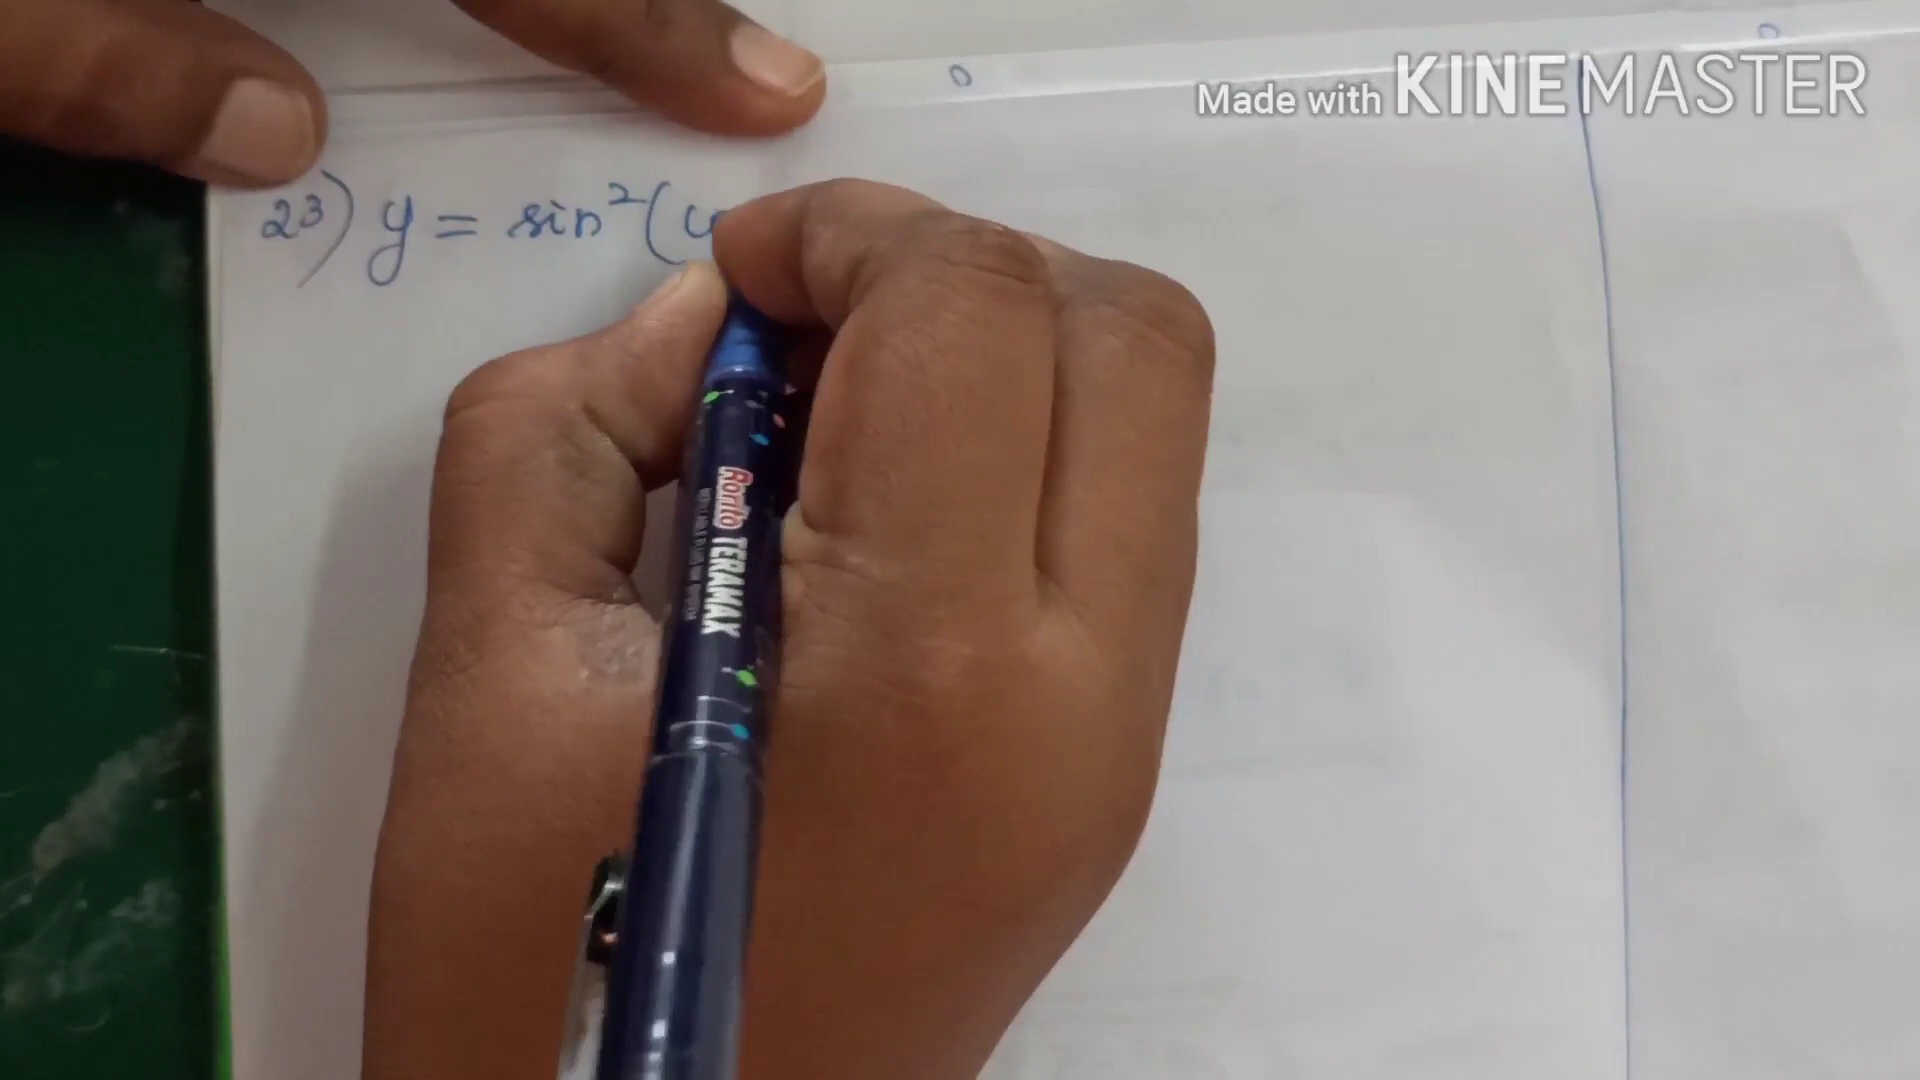 Made with KINEMASTER
23) y = sin²(
Rorito TERAMAX